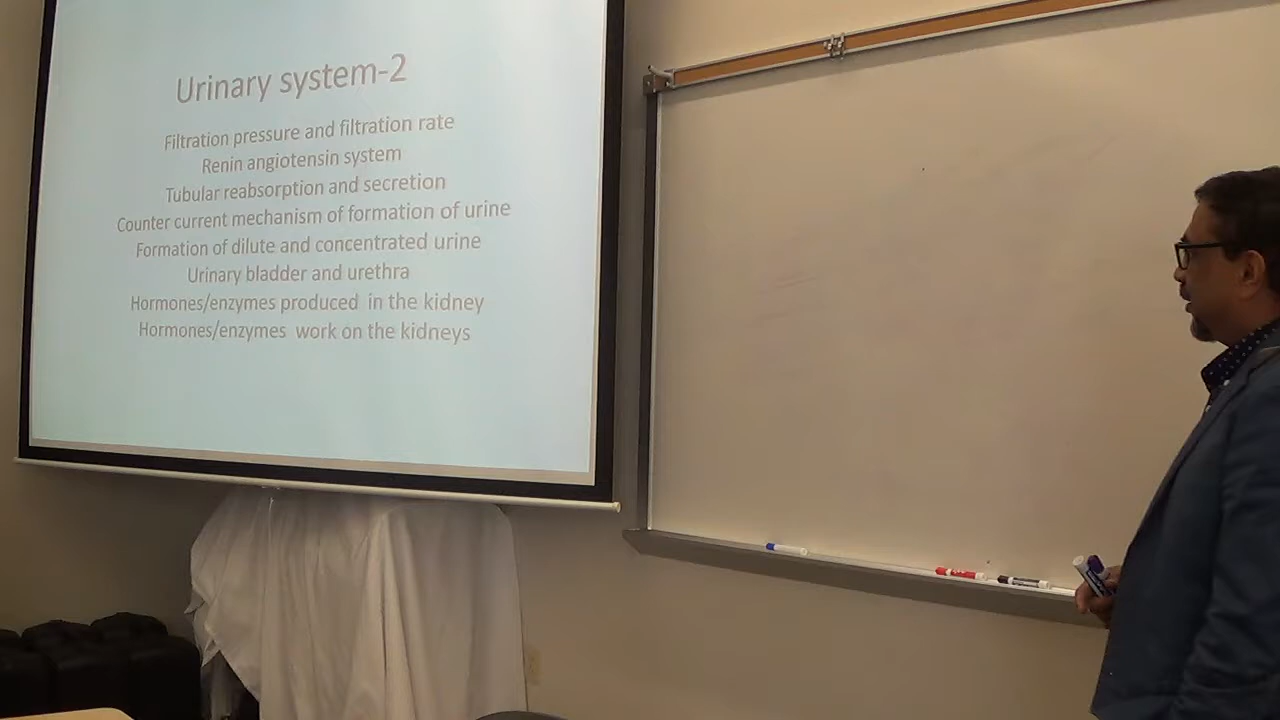 Urinary system-2
Filtration pressure and filtration rate
Renin angiotensin system
Tubular reabsorption and secretion
Counter current mechanism of formation of urine
Formation of dilute and concentrated urine
Urinary bladder and urethra
Hormones/enzymes produced in the kidney
Hormones/enzymes work on the kidneys